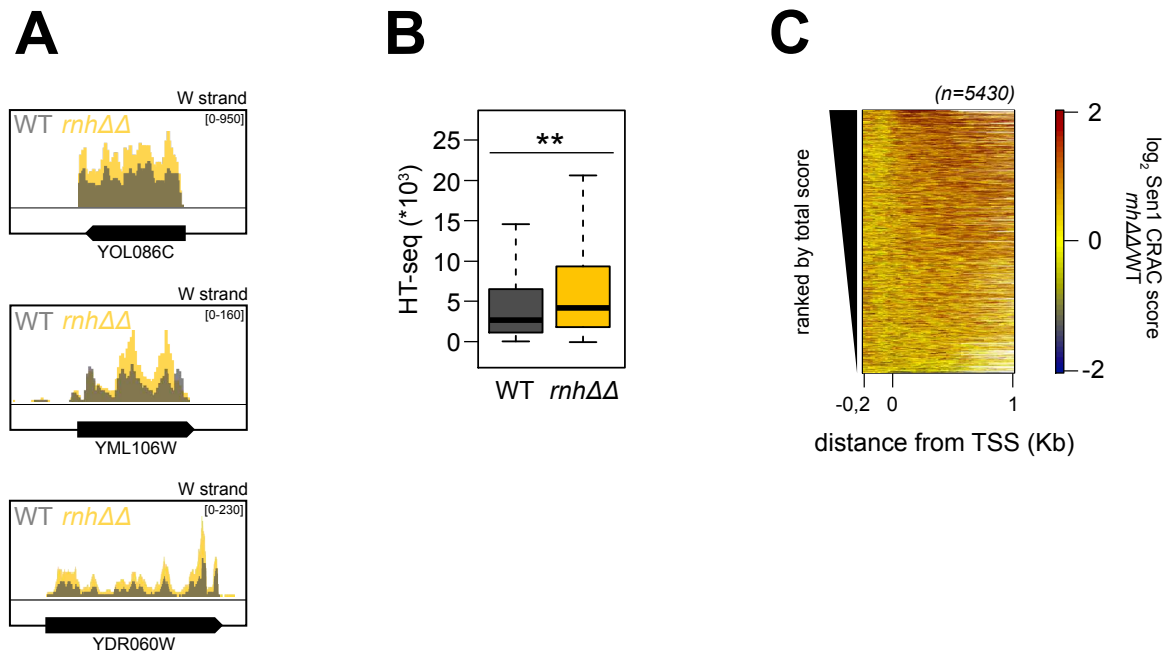 A
W strand
WT rnhΔΔ
[0-950]
YOL086C
W strand
WT rnhΔΔ
[0-160]
YML106W
W strand
WT rnhΔΔ
[0-230]
YDR060W
B
HT-seq (*10³)
25
20
15
10
5
0
**
WT rnhΔΔ
C
(n=5430)
ranked by total score
-0,2 0 1
distance from TSS (Kb)
2
0
-2
log₂ Sen1 CRAC score
rnhΔΔ/WT